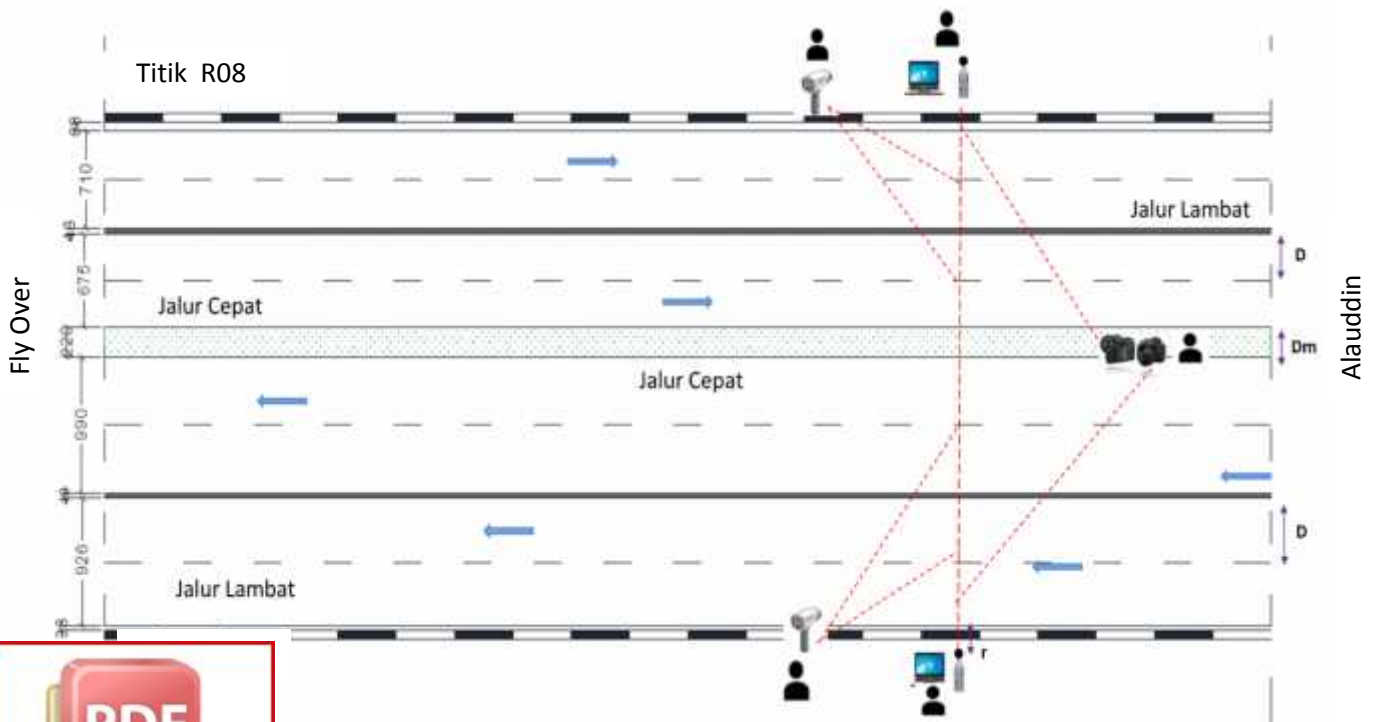 Titik R08
710
Jalur Lambat
D
675
Fly Over
Jalur Cepat
220
Dm
Alauddin
Jalur Cepat
990
D
926
Jalur Lambat
r
PDF